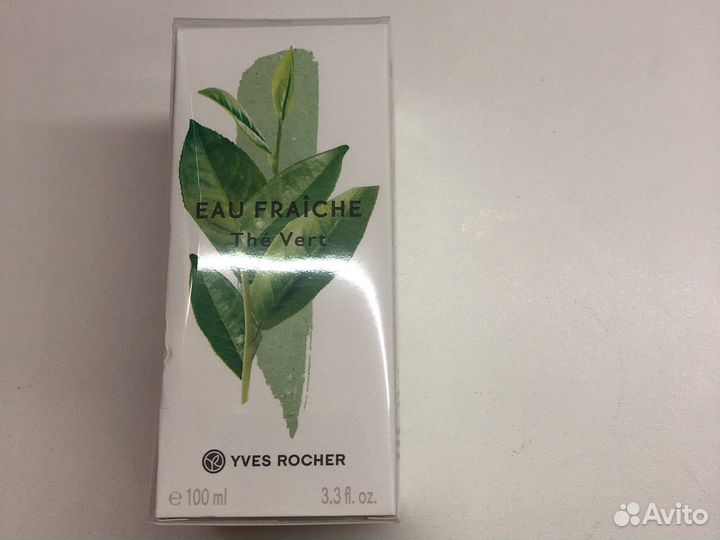 EAU FRAÎCHE
Thé Vert
YVES ROCHER
℮ 100 ml 3.3 fl. oz.
Avito